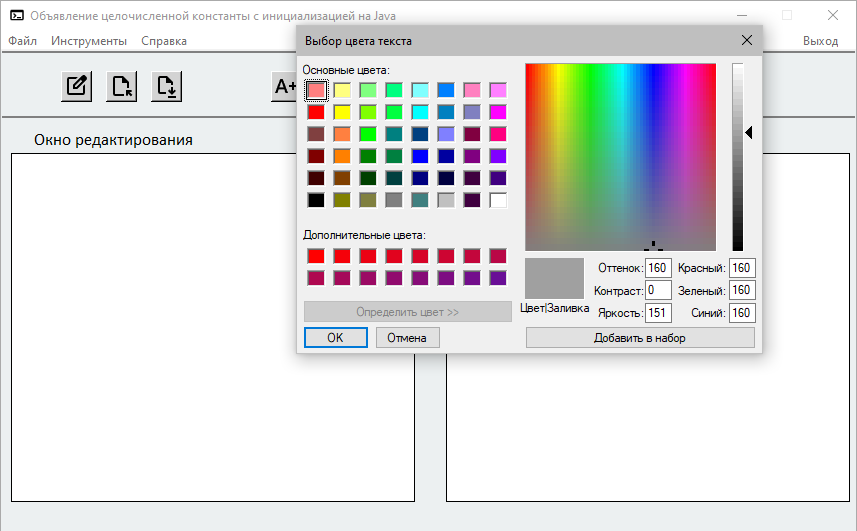 Объявление целочисленной константы с инициализацией на Java
Файл Инструменты Справка Выход
A+
Окно редактирования
Выбор цвета текста
Основные цвета:
Дополнительные цвета:
Определить цвет >>
OK Отмена
Цвет|Заливка
Оттенок: 160 Красный: 160
Контраст: 0 Зеленый: 160
Яркость: 151 Синий: 160
Добавить в набор